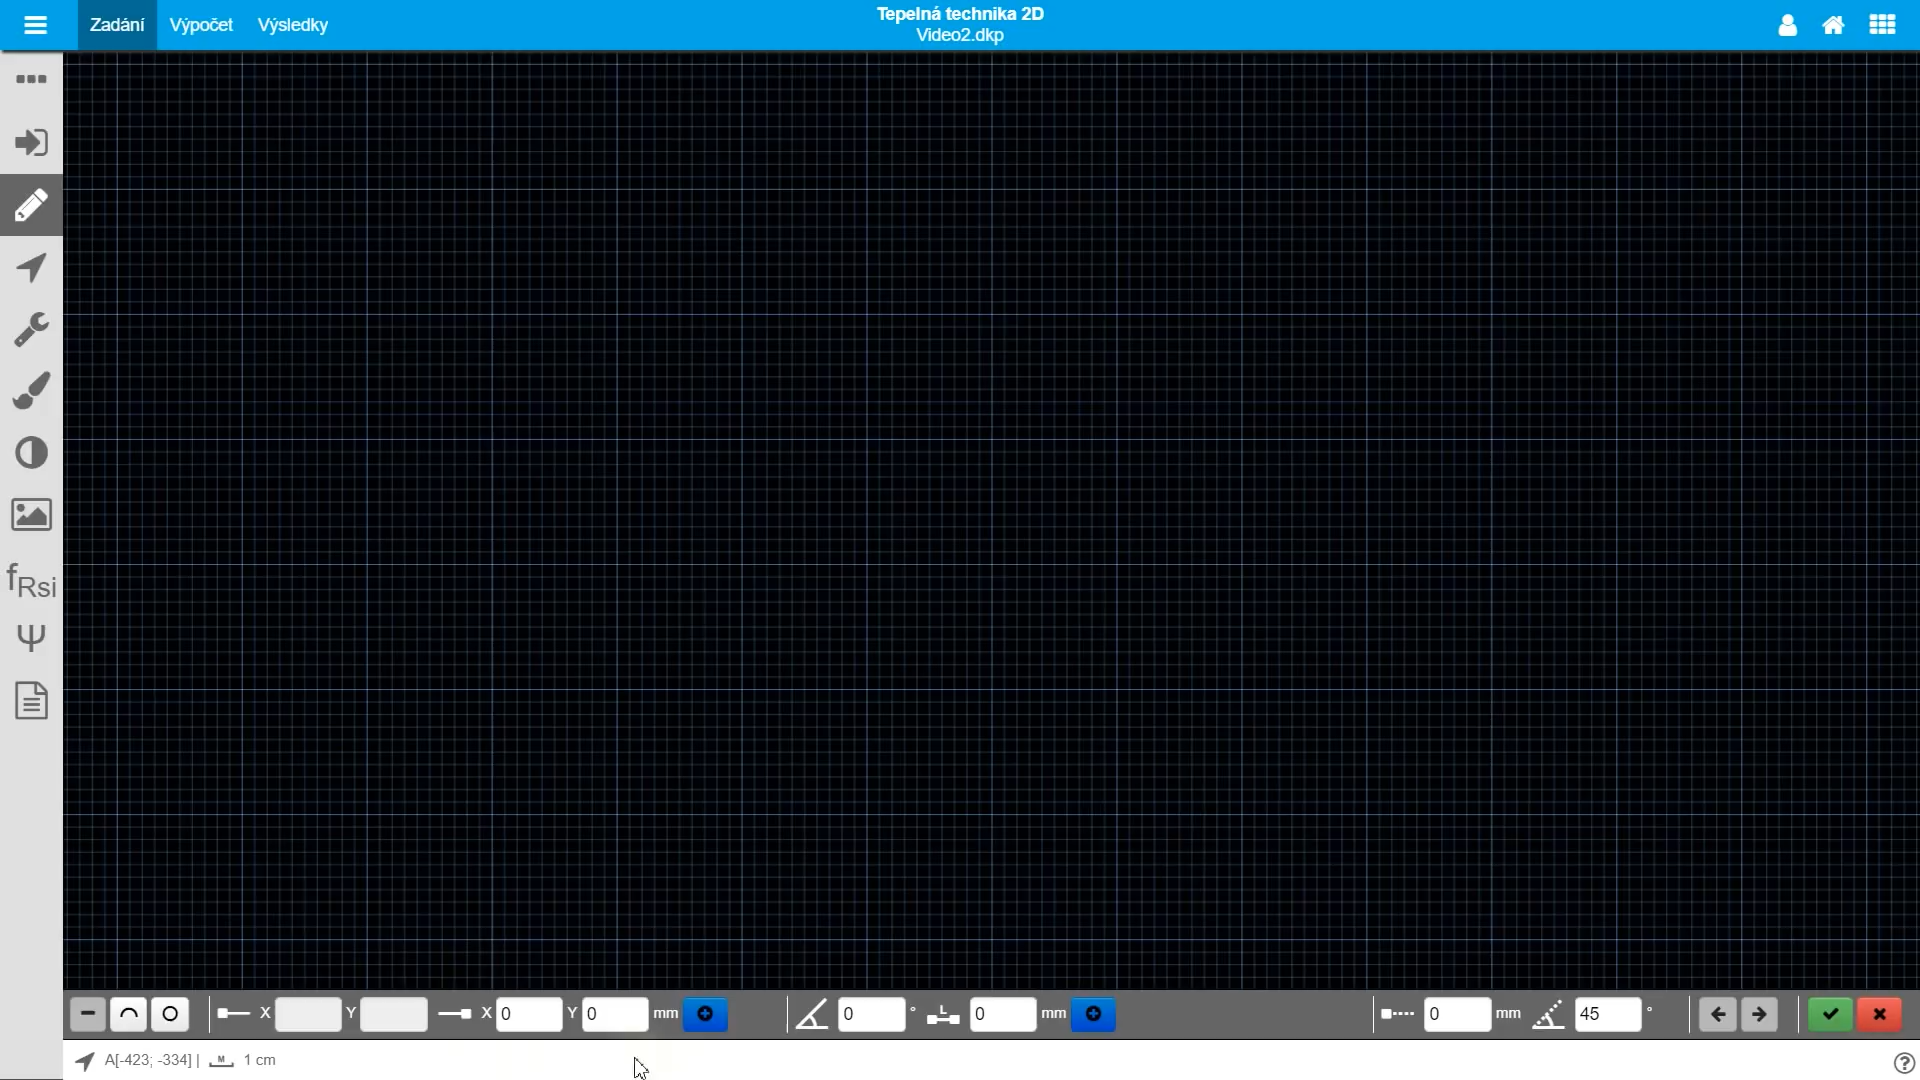 Zadání Výpočet Výsledky
Tepelná technika 2D
Video2.dkp
fRsi
Ψ
X Y X 0 Y 0 mm 0 ° L 0 mm 0 mm 45 °
A[-423; -334] | M 1 cm